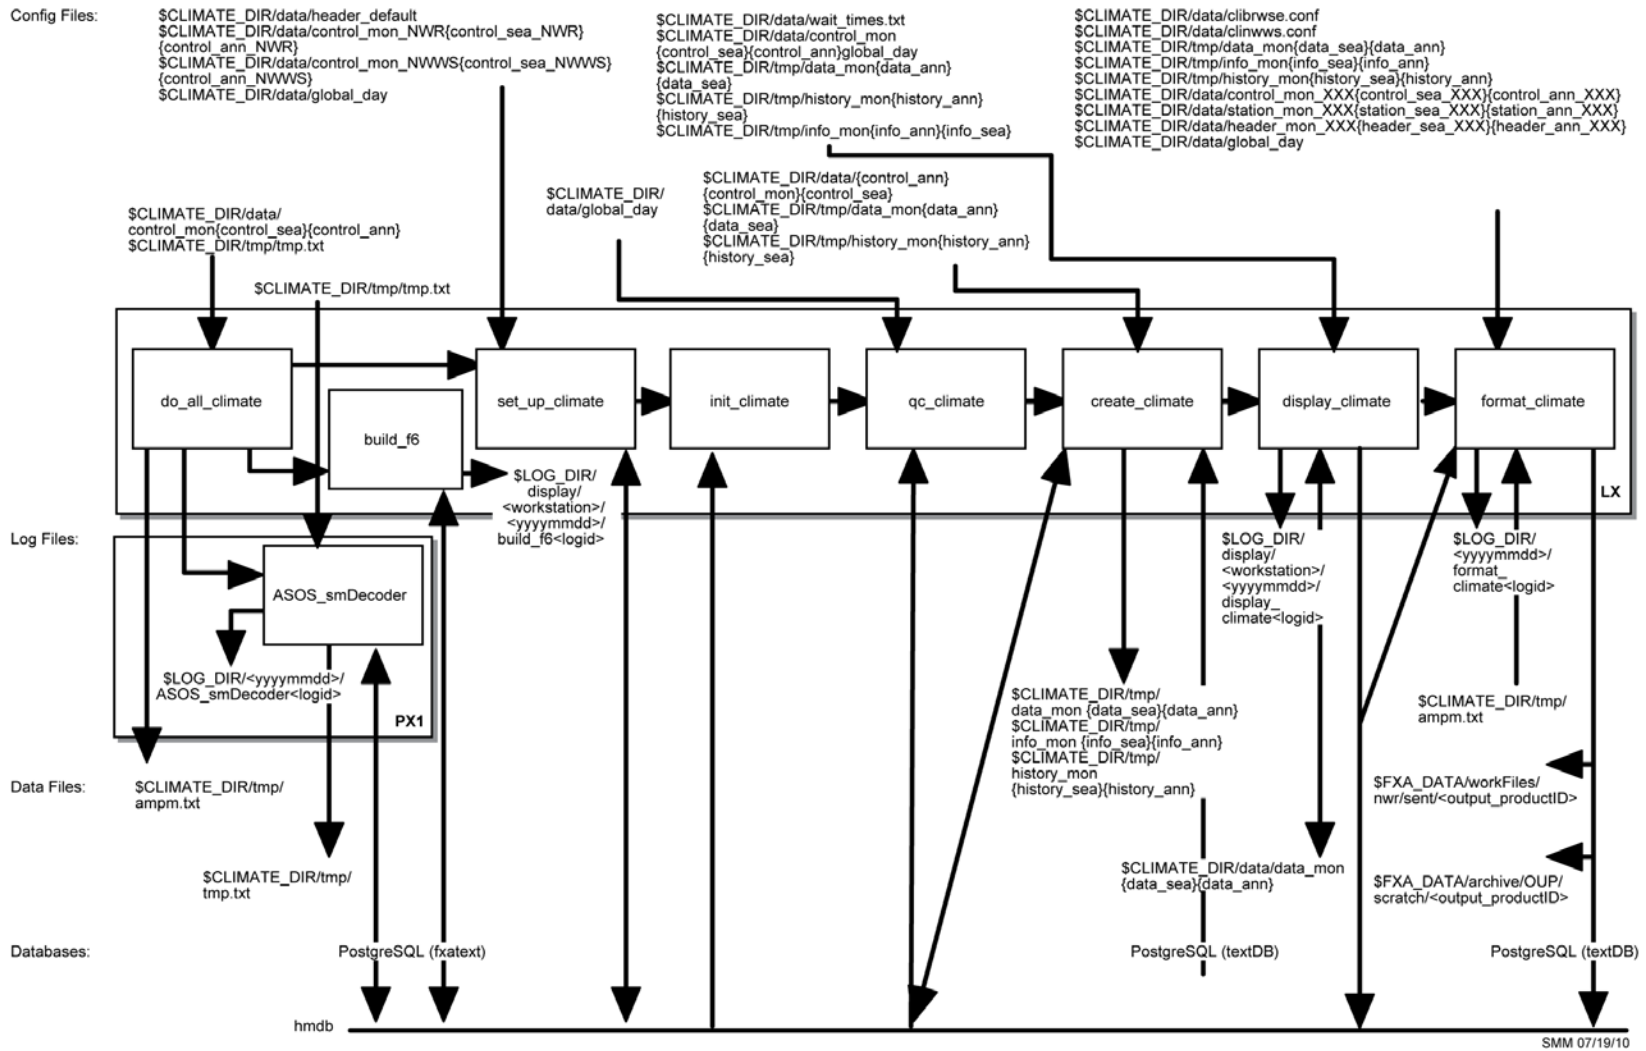 Config Files:
$CLIMATE_DIR/data/header_default
$CLIMATE_DIR/data/control_mon_NWR{control_sea_NWR}
{control_ann_NWR}
$CLIMATE_DIR/data/control_mon_NWWS{control_sea_NWWS}
{control_ann_NWWS}
$CLIMATE_DIR/data/global_day
$CLIMATE_DIR/data/wait_times.txt
$CLIMATE_DIR/data/control_mon
{control_sea}{control_ann}global_day
$CLIMATE_DIR/tmp/data_mon{data_ann}
{data_sea}
$CLIMATE_DIR/tmp/history_mon{history_ann}
{history_sea}
$CLIMATE_DIR/tmp/info_mon{info_ann}{info_sea}
$CLIMATE_DIR/data/clibrwse.conf
$CLIMATE_DIR/data/clinwws.conf
$CLIMATE_DIR/tmp/data_mon{data_sea}{data_ann}
$CLIMATE_DIR/tmp/info_mon{info_sea}{info_ann}
$CLIMATE_DIR/tmp/history_mon{history_sea}{history_ann}
$CLIMATE_DIR/data/control_mon_XXX{control_sea_XXX}{control_ann_XXX}
$CLIMATE_DIR/data/station_mon_XXX{station_sea_XXX}{station_ann_XXX}
$CLIMATE_DIR/data/header_mon_XXX{header_sea_XXX}{header_ann_XXX}
$CLIMATE_DIR/data/global_day
$CLIMATE_DIR/data/
control_mon{control_sea}{control_ann}
$CLIMATE_DIR/tmp/tmp.txt
$CLIMATE_DIR/tmp/tmp.txt
$CLIMATE_DIR/
data/global_day
$CLIMATE_DIR/data/{control_ann}
{control_mon}{control_sea}
$CLIMATE_DIR/tmp/data_mon{data_ann}
{data_sea}
$CLIMATE_DIR/tmp/history_mon{history_ann}
{history_sea}
do_all_climate
build_f6
set_up_climate
init_climate
qc_climate
create_climate
display_climate
format_climate
LX
$LOG_DIR/
display/
<workstation>/
<yyyymmdd>/
build_f6<logid>
Log Files:
ASOS_smDecoder
$LOG_DIR/<yyyymmdd>/
ASOS_smDecoder<logid>
PX1
$LOG_DIR/
display/
<workstation>/
<yyyymmdd>/
display_
climate<logid>
$LOG_DIR/
<yyyymmdd>/
format_
climate<logid>
$CLIMATE_DIR/tmp/
data_mon {data_sea}{data_ann}
$CLIMATE_DIR/tmp/
info_mon {info_sea}{info_ann}
$CLIMATE_DIR/tmp/
history_mon
{history_sea}{history_ann}
$CLIMATE_DIR/tmp/
ampm.txt
Data Files:
$CLIMATE_DIR/tmp/
ampm.txt
$CLIMATE_DIR/tmp/
tmp.txt
$FXA_DATA/workFiles/
nwr/sent/<output_productID>
$CLIMATE_DIR/data/data_mon
{data_sea}{data_ann}
$FXA_DATA/archive/OUP/
scratch/<output_productID>
Databases:
PostgreSQL (fxatext)
PostgreSQL (textDB)
PostgreSQL (textDB)
hmdb
SMM 07/19/10